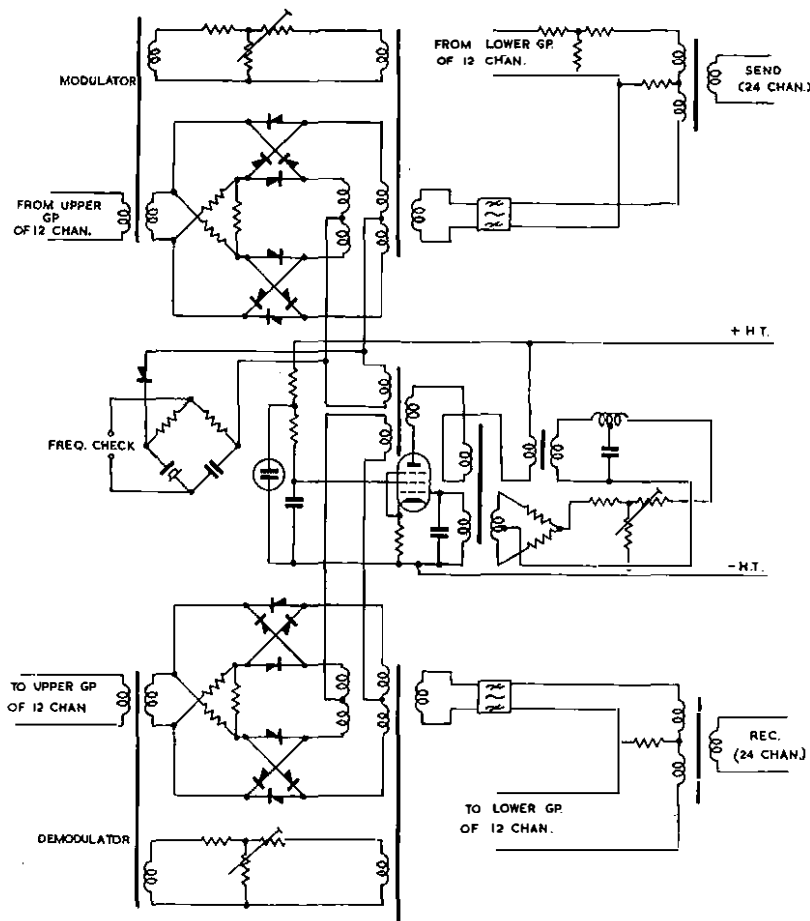 MODULATOR
FROM LOWER GP.
OF 12 CHAN.
SEND
(24 CHAN.)
FROM UPPER
GP
OF 12 CHAN.
+ H.T.
FREQ. CHECK
-H.T.
TO UPPER GP
OF 12 CHAN
REC.
(24 CHAN.)
TO LOWER GP.
OF 12 CHAN.
DEMODULATOR